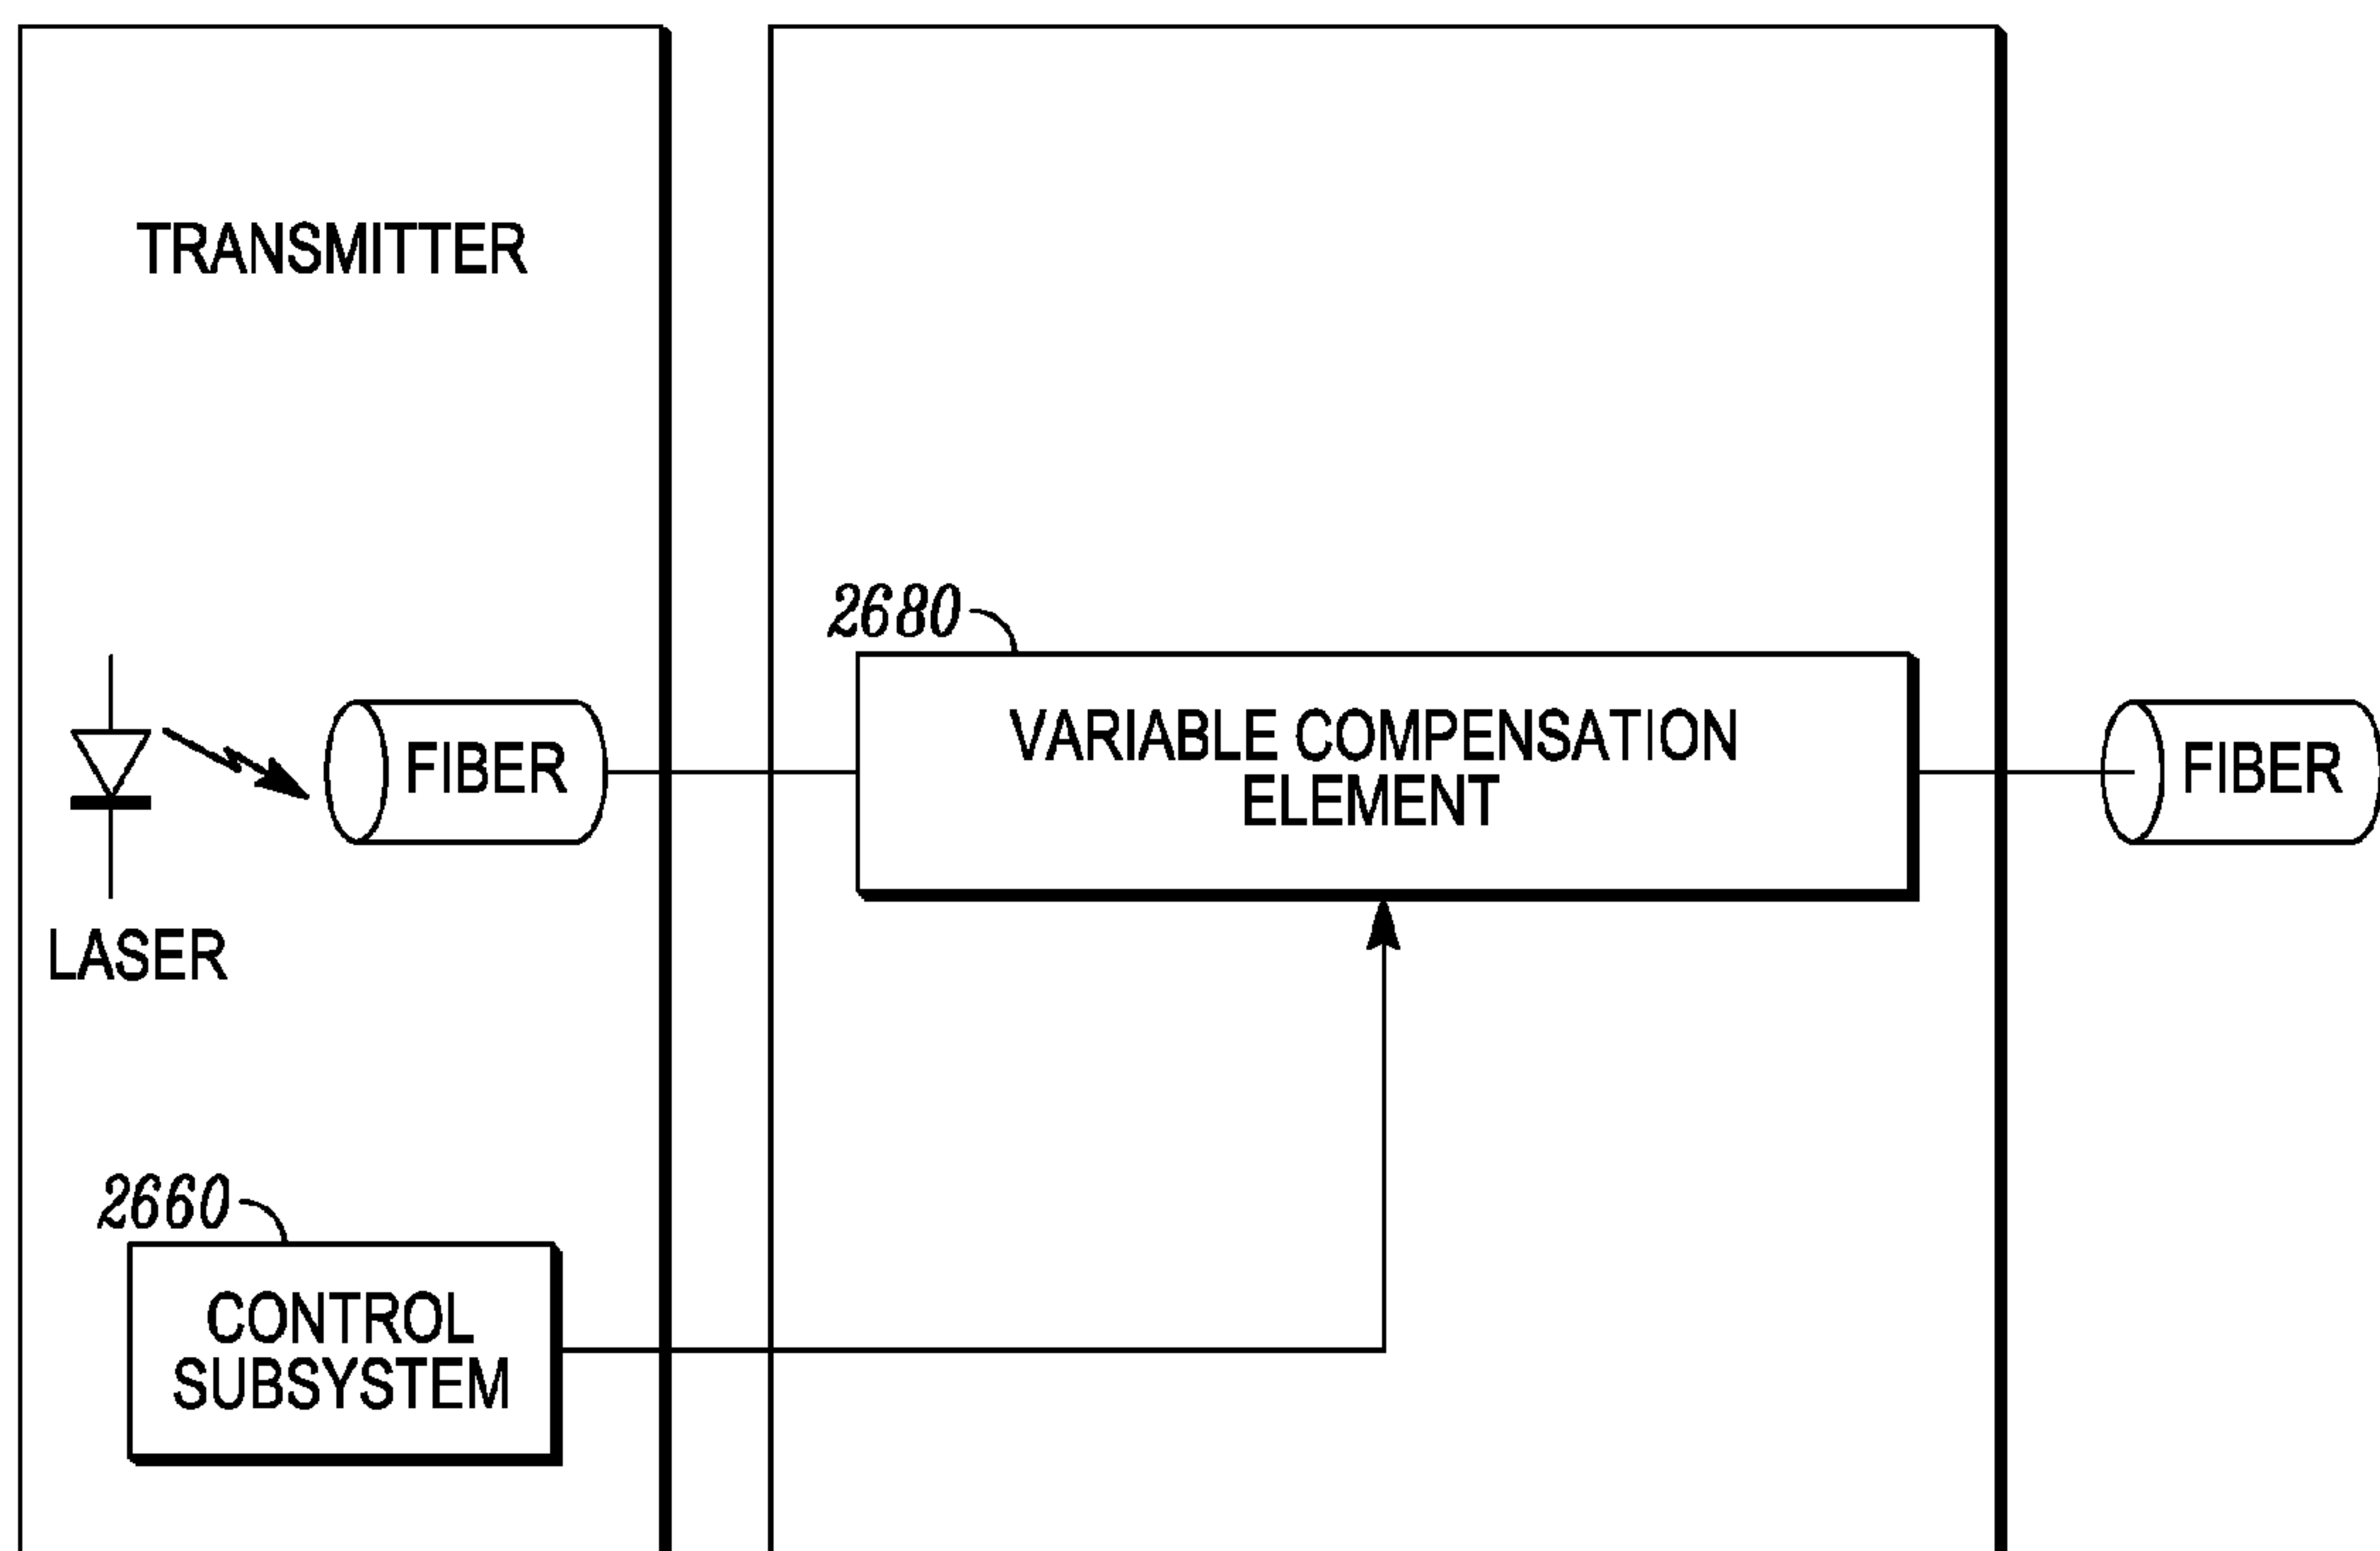 TRANSMITTER
2680
VARIABLE COMPENSATION
ELEMENT
FIBER
FIBER
LASER
2660
CONTROL
SUBSYSTEM